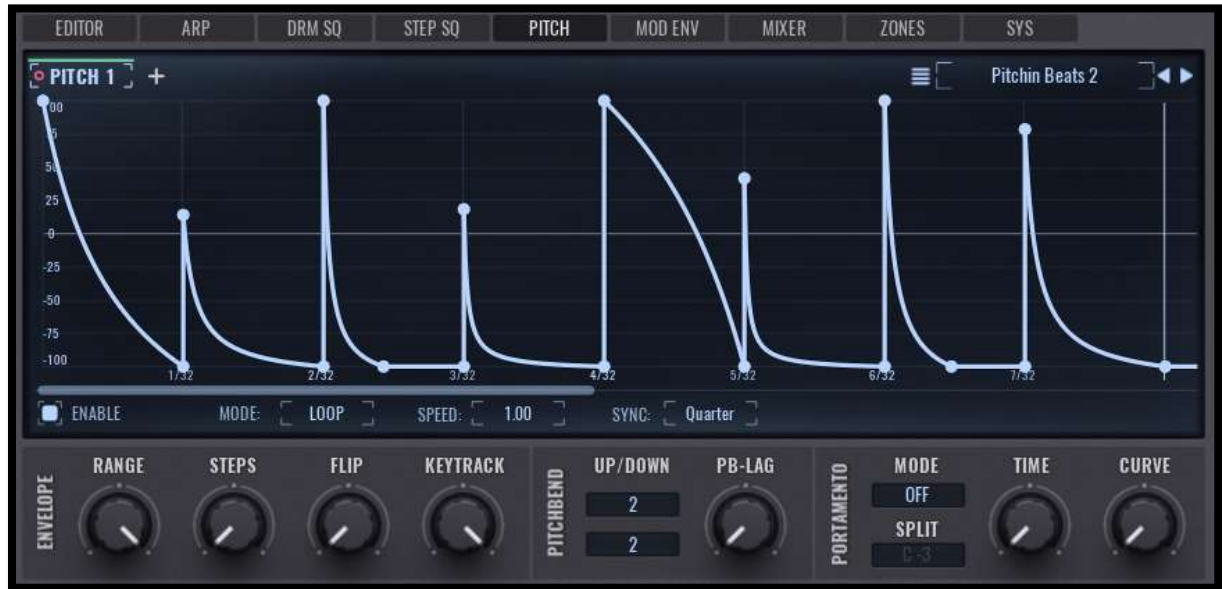 EDITOR ARP DRM SQ STEP SQ PITCH MOD ENV MIXER ZONES SYS
PITCH 1 + Pitchin Beats 2
50
25
0
-25
-50
-75
-100
1/32 2/32 3/32 4/32 5/32 6/32 7/32
ENABLE MODE: LOOP SPEED: 1.00 SYNC: Quarter
ENVELOPE
RANGE STEPS FLIP KEYTRACK
PITCHBEND
UP/DOWN PB-LAG
2
2
PORTAMENTO
MODE TIME CURVE
OFF
SPLIT
C-3